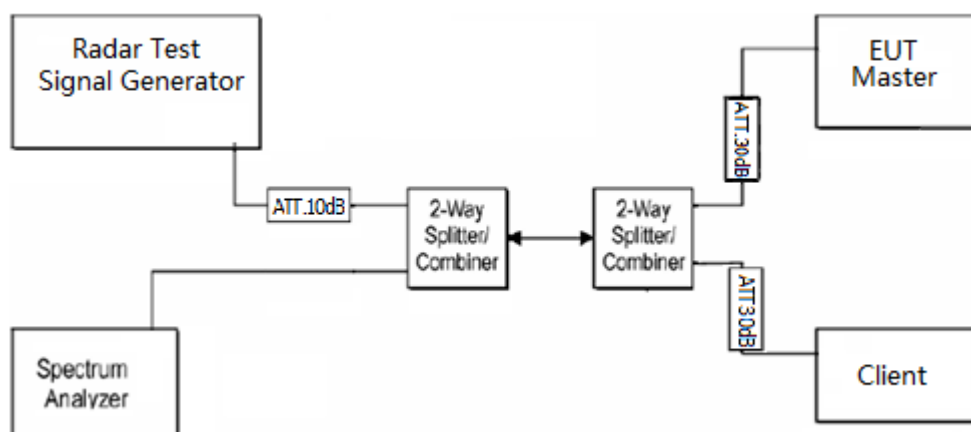 Radar Test
Signal Generator
EUT
Master
ATT.30dB
ATT.10dB
2-Way
Splitter/
Combiner
2-Way
Splitter/
Combiner
ATT30dB
Spectrum
Analyzer
Client